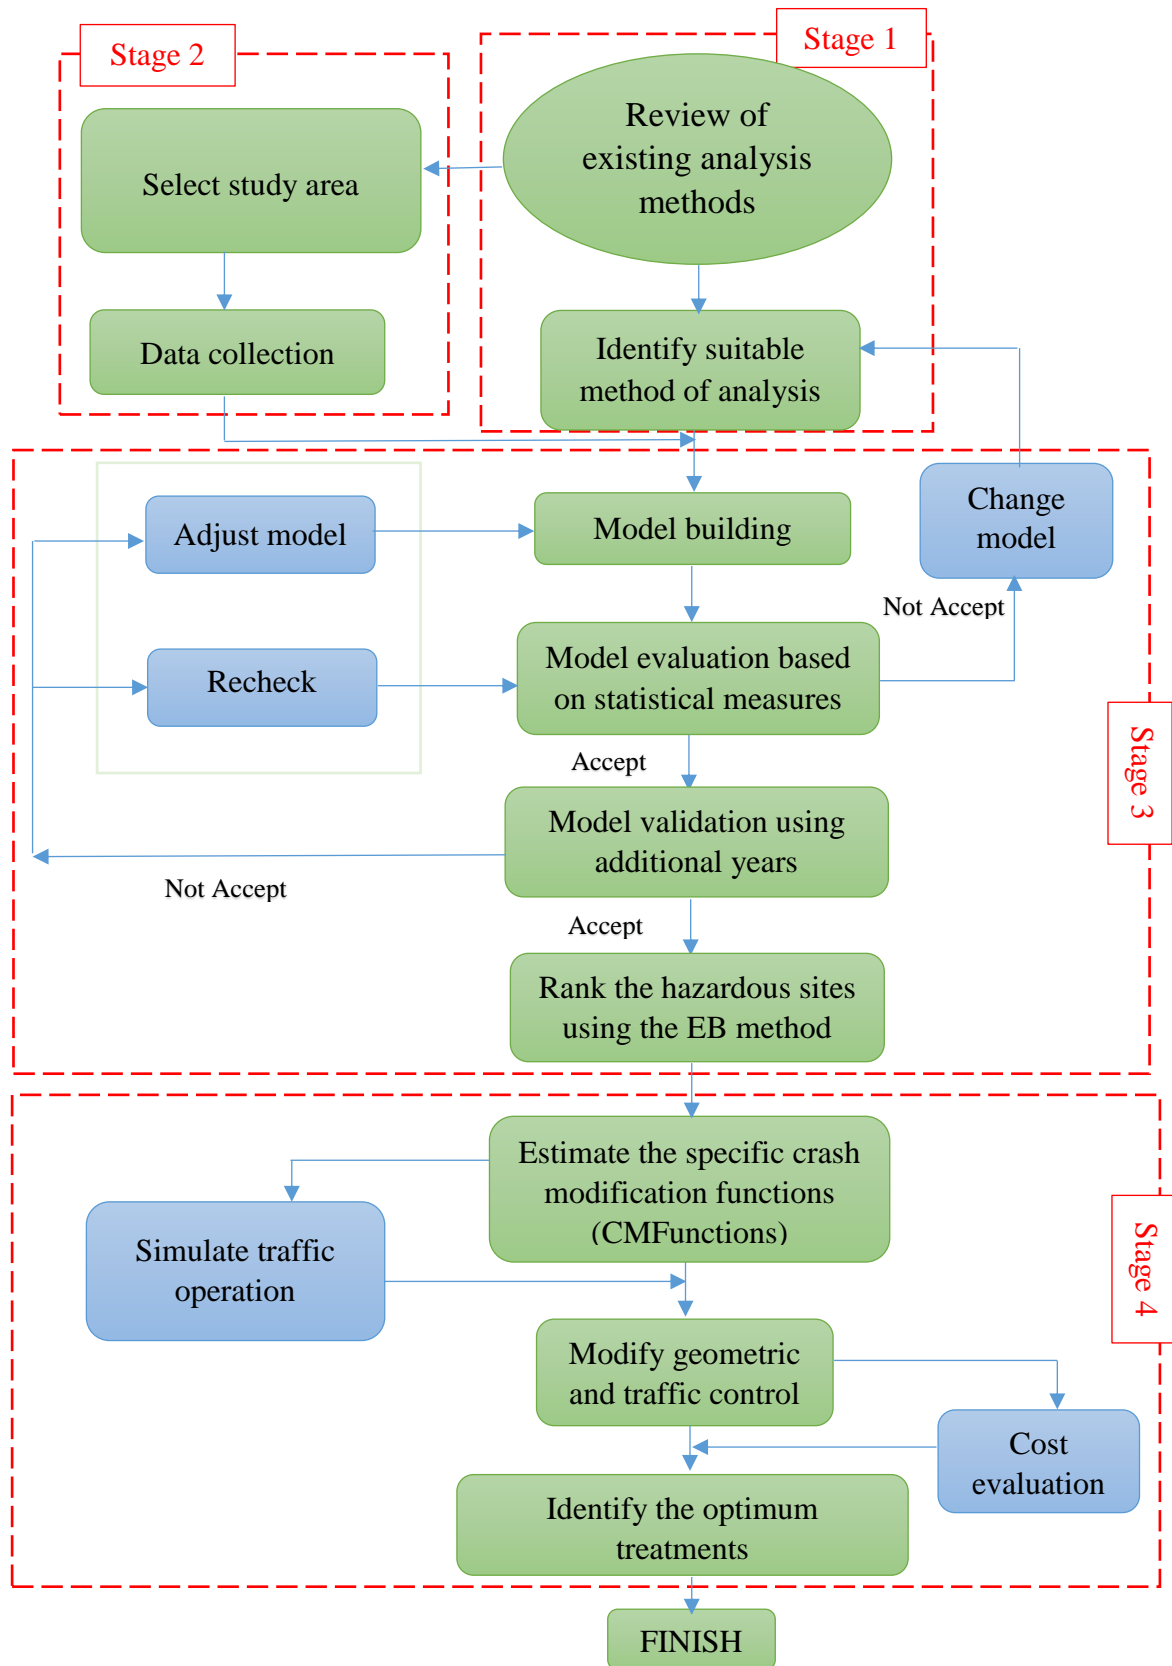 Stage 2
Stage 1
Review of
existing analysis
methods
Select study area
Data collection
Identify suitable
method of analysis
Adjust model
Model building
Change
model
Not Accept
Recheck
Model evaluation based
on statistical measures
Stage 3
Accept
Model validation using
additional years
Not Accept
Accept
Rank the hazardous sites
using the EB method
Estimate the specific crash
modification functions
(CMFunctions)
Simulate traffic
operation
Stage 4
Modify geometric
and traffic control
Cost
evaluation
Identify the optimum
treatments
FINISH